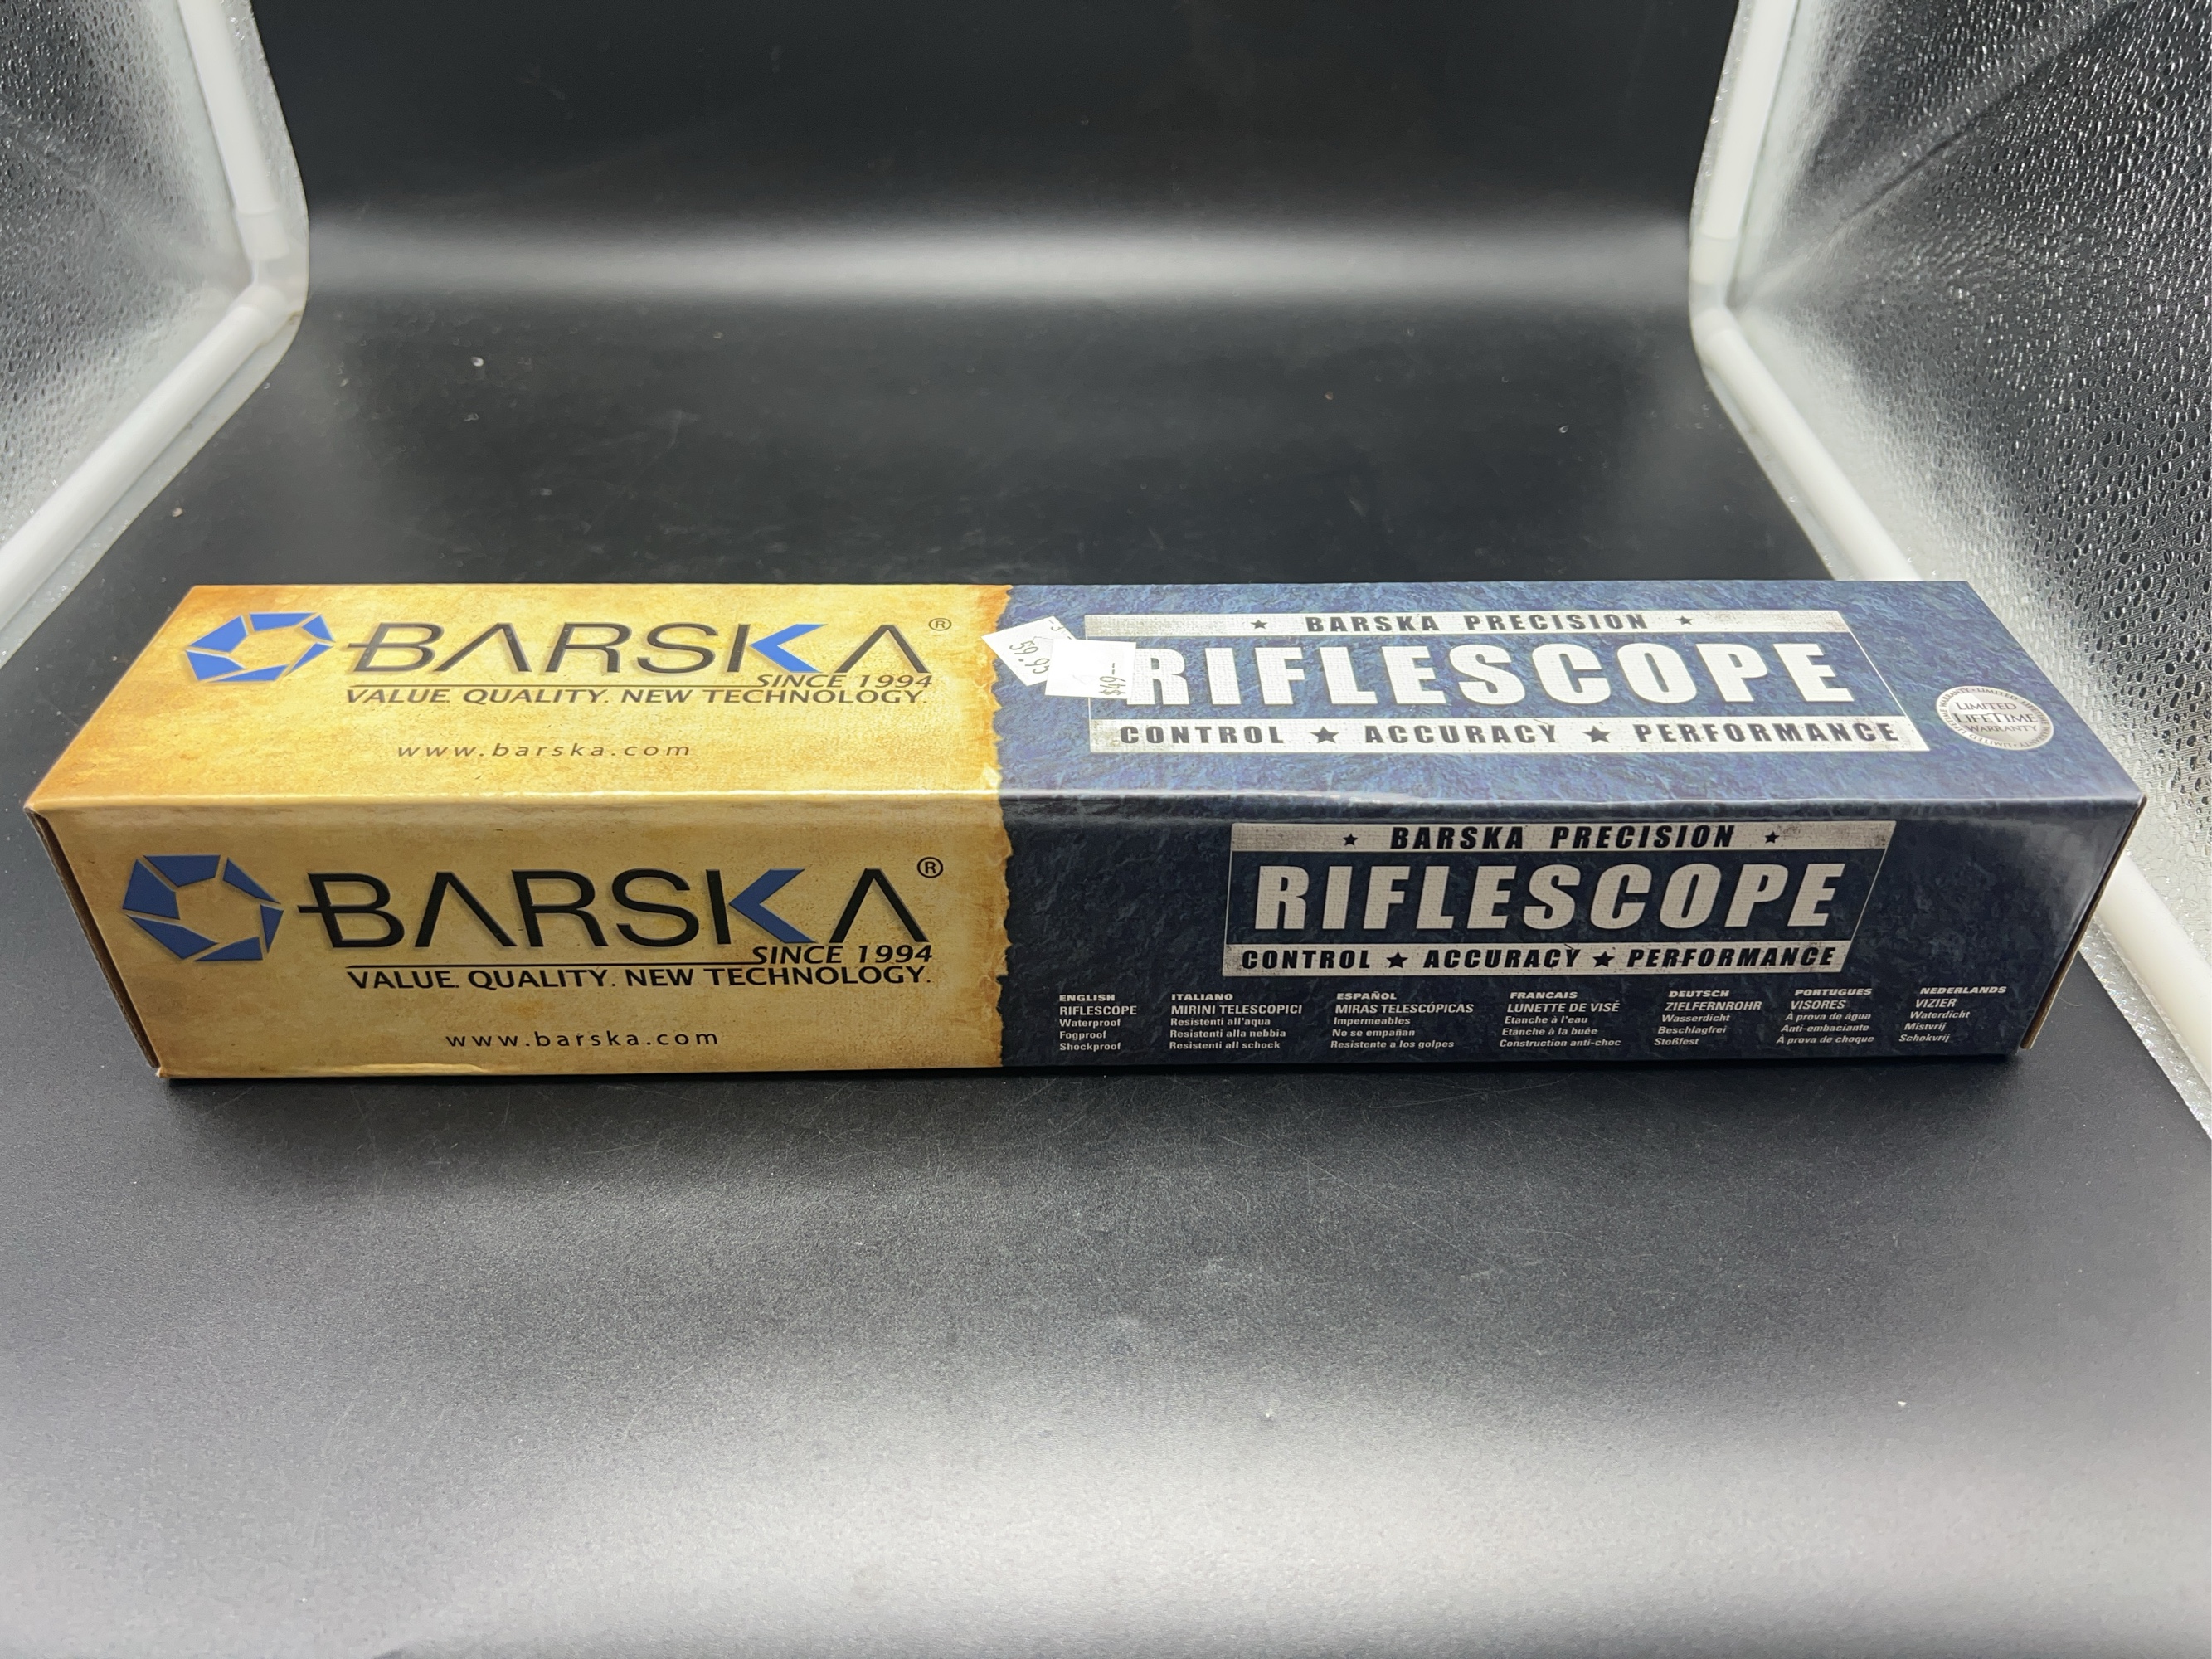 BARSKA®
SINCE 1994
VALUE. QUALITY. NEW TECHNOLOGY.
www.barska.com
$49--
★ BARSKA PRECISION ★
RIFLESCOPE
CONTROL ★ ACCURACY ★ PERFORMANCE
LIMITED
LIFETIME
WARRANTY
BARSKA®
SINCE 1994
VALUE. QUALITY. NEW TECHNOLOGY.
www.barska.com
★ BARSKA PRECISION ★
RIFLESCOPE
CONTROL ★ ACCURACY ★ PERFORMANCE
ENGLISH
RIFLESCOPE
Waterproof
Fogproof
Shockproof
ITALIANO
MIRINI TELESCOPICI
Resistenti all'aqua
Resistenti alla nebbia
Resistenti all schock
ESPAÑOL
MIRAS TELESCÓPICAS
Impermeables
No se empañan
Resistente a los golpes
FRANCAIS
LUNETTE DE VISÉ
Etanche à l'eau
Etanche à la buée
Construction anti-choc
DEUTSCH
ZIELFERNROHR
Wasserdicht
Beschlagfrei
Stoßfest
PORTUGUES
VISORES
À prova de água
Anti-embaciante
À prova de choque
NEDERLANDS
VIZIER
Waterdicht
Mistvrij
Schokvrij